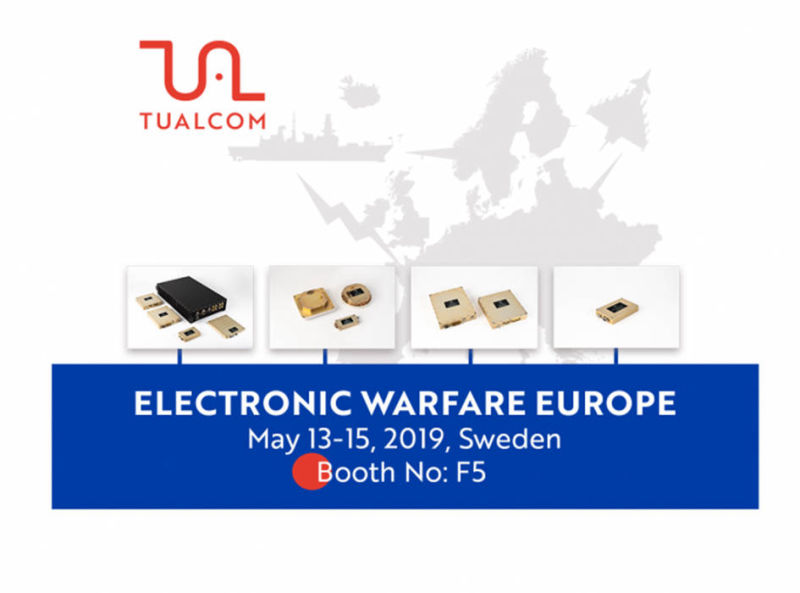 TUALCOM
ELECTRONIC WARFARE EUROPE
May 13-15, 2019, Sweden
Booth No: F5